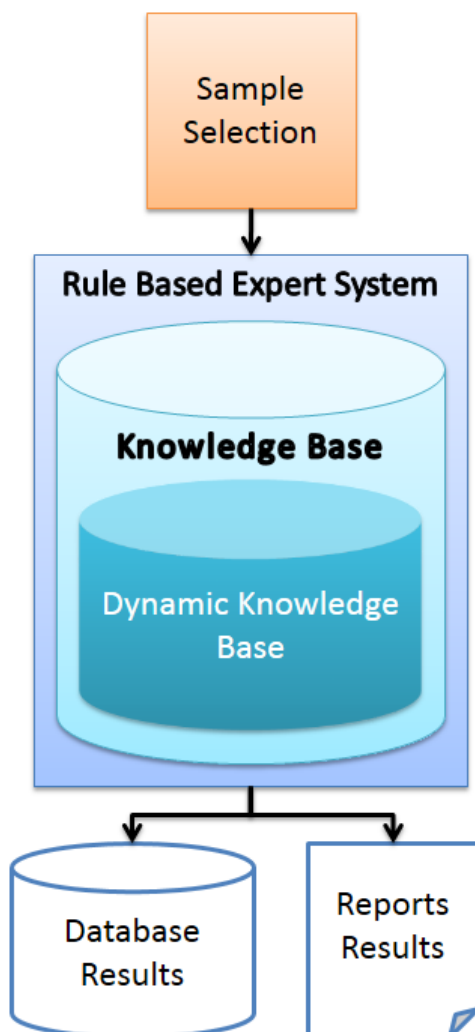 Sample
Selection
Rule Based Expert System
Knowledge Base
Dynamic Knowledge
Base
Database
Results
Reports
Results